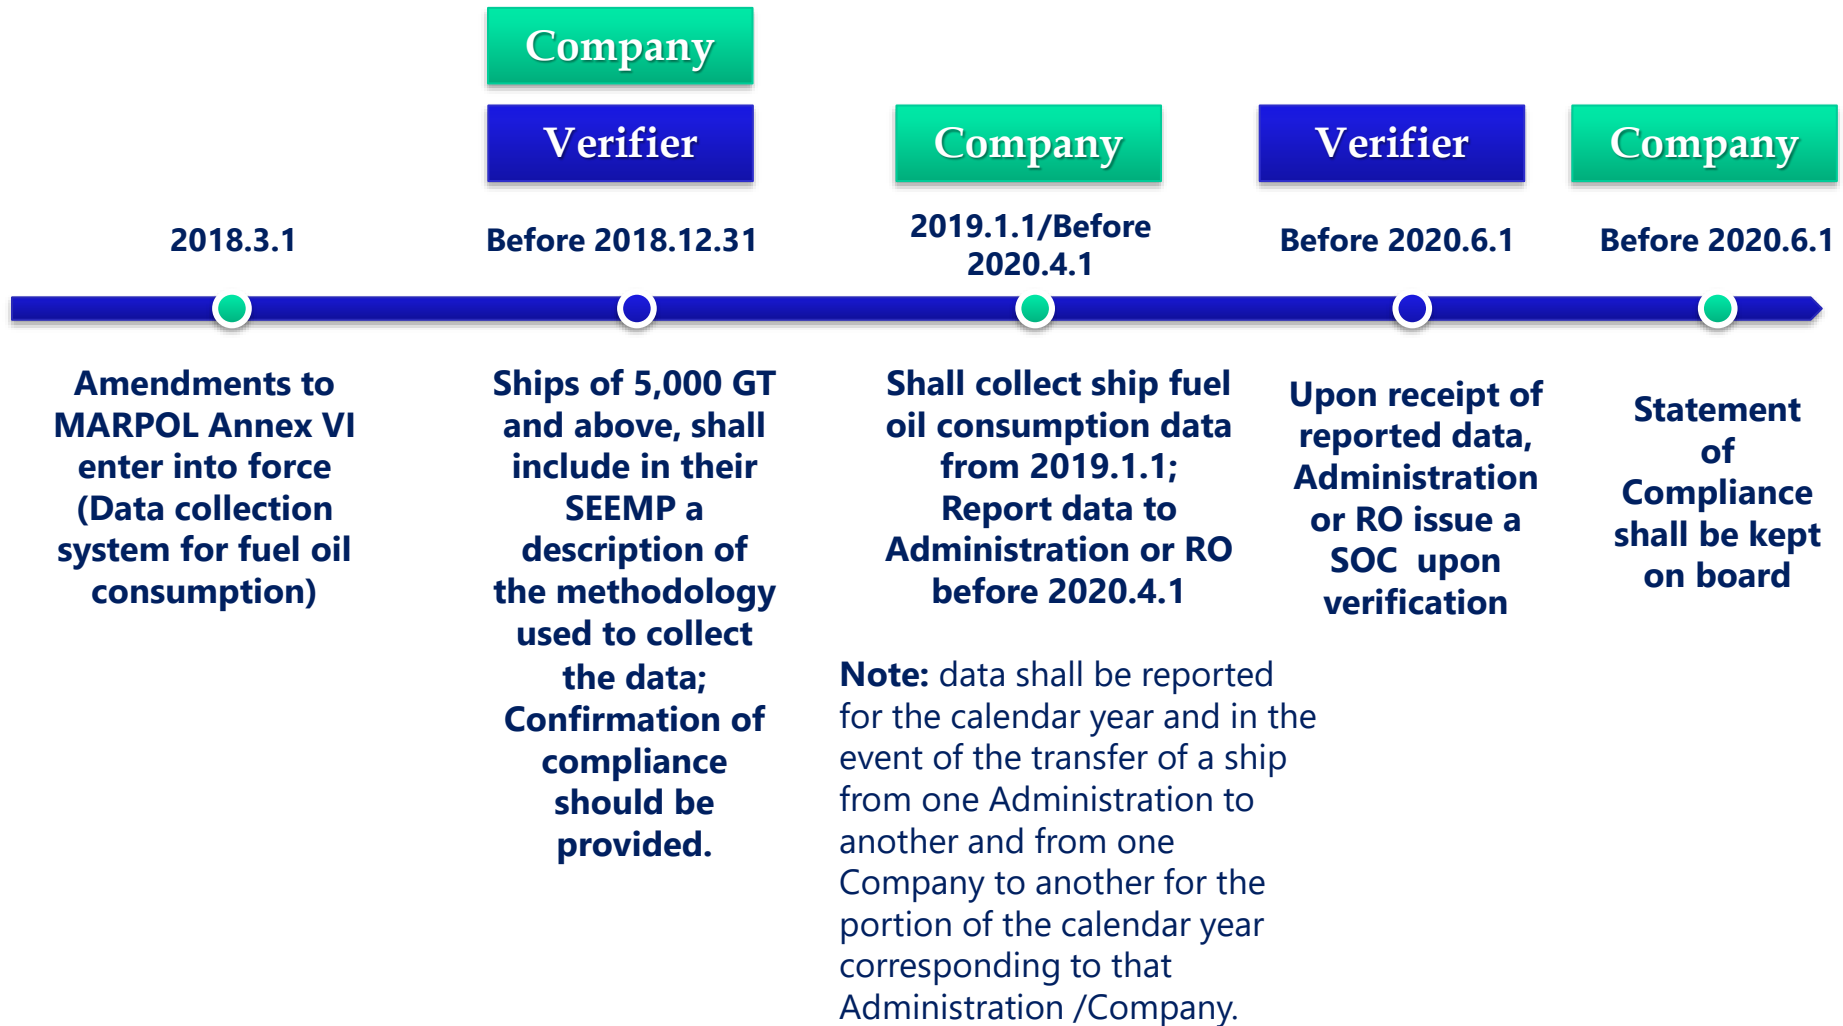 Company
Verifier
Company
Verifier
Company
2018.3.1
Before 2018.12.31
2019.1.1/Before
2020.4.1
Before 2020.6.1
Before 2020.6.1
Amendments to
MARPOL Annex VI
enter into force
(Data collection
system for fuel oil
consumption)
Ships of 5,000 GT
and above, shall
include in their
SEEMP a
description of
the methodology
used to collect
the data;
Confirmation of
compliance
should be
provided.
Shall collect ship fuel
oil consumption data
from 2019.1.1;
Report data to
Administration or RO
before 2020.4.1
Note: data shall be reported
for the calendar year and in the
event of the transfer of a ship
from one Administration to
another and from one
Company to another for the
portion of the calendar year
corresponding to that
Administration /Company.
Upon receipt of
reported data,
Administration
or RO issue a
SOC upon
verification
Statement
of
Compliance
shall be kept
on board